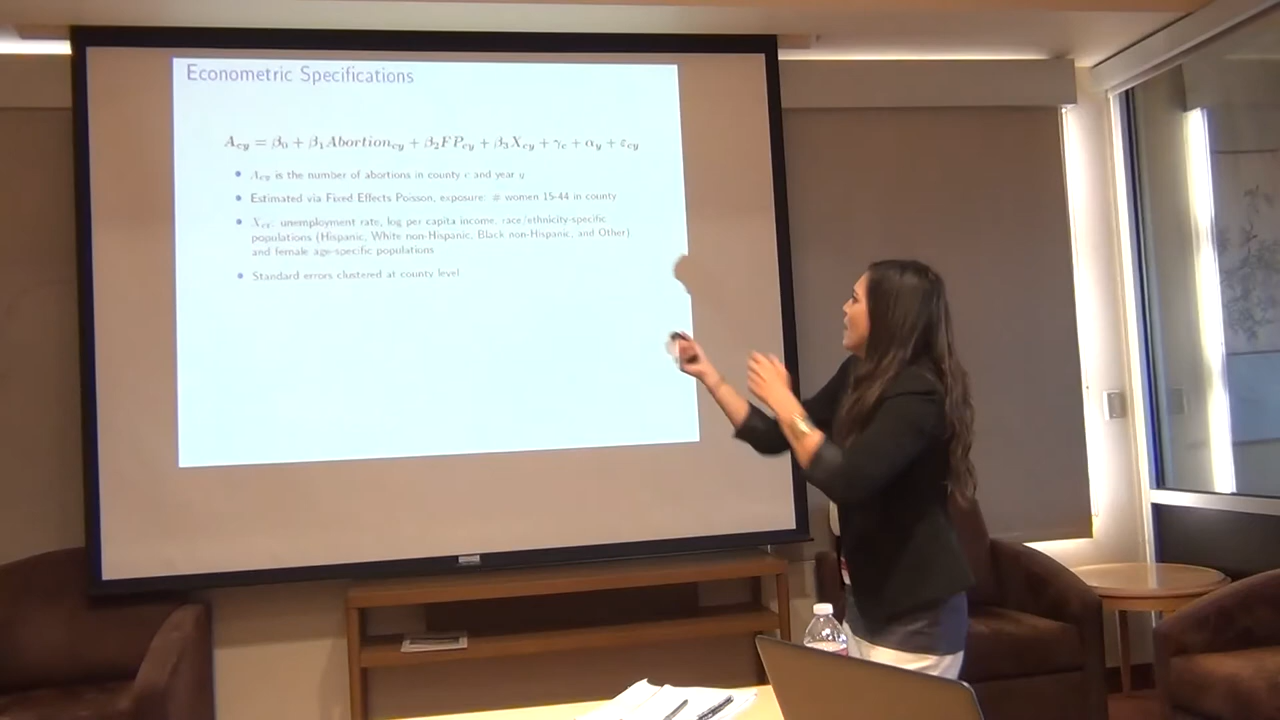 Econometric Specifications
A_cy = β_0 + β_1 Abortion_cy + β_2 FP_cy + β_3 X_cy + γ_c + α_y + ε_cy
• A_cy is the number of abortions in county c and year y
• Estimated via Fixed Effects Poisson, exposure: # women 15-44 in county
• X_cy: unemployment rate, log per capita income, race/ethnicity-specific
populations (Hispanic, White non-Hispanic, Black non-Hispanic, and Other)
and female age-specific populations
• Standard errors clustered at county level